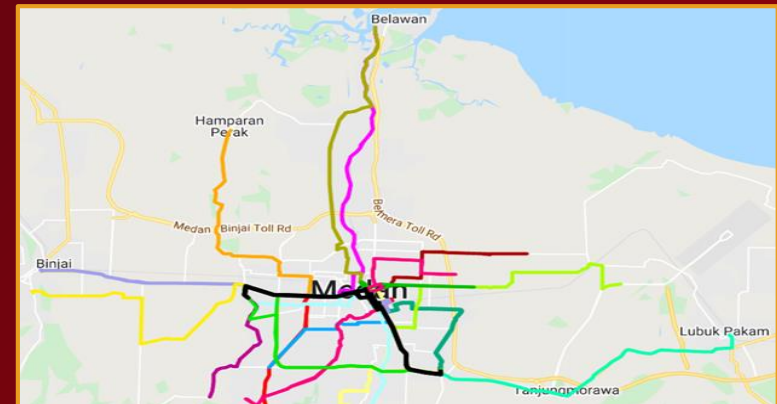 Belawan
Hamparan
Perak
Medan Binjai Toll Rd
Belmera Toll Rd
Binjai
Medan
Lubuk Pakam
Tanjungmorawa